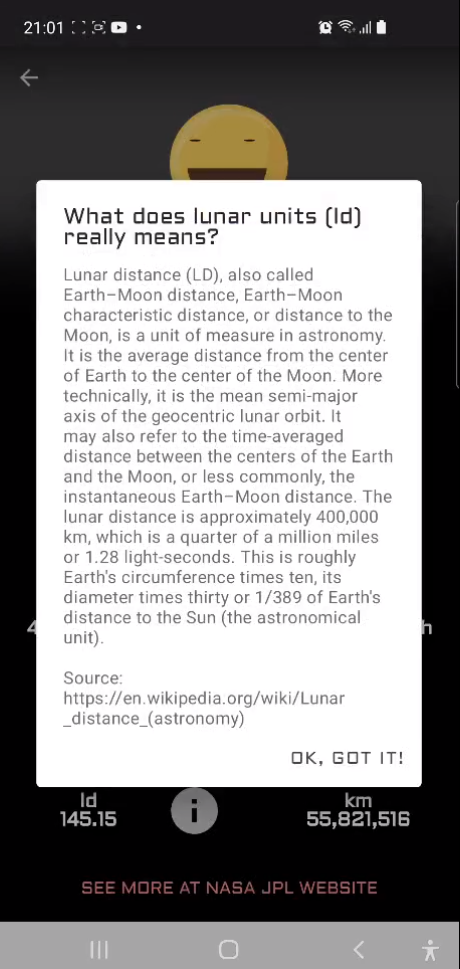 21:01
What does lunar units (ld)
really means?
Lunar distance (LD), also called
Earth–Moon distance, Earth–Moon
characteristic distance, or distance to the
Moon, is a unit of measure in astronomy.
It is the average distance from the center
of Earth to the center of the Moon. More
technically, it is the mean semi-major
axis of the geocentric lunar orbit. It
may also refer to the time-averaged
distance between the centers of the Earth
and the Moon, or less commonly, the
instantaneous Earth–Moon distance. The
lunar distance is approximately 400,000
km, which is a quarter of a million miles
or 1.28 light-seconds. This is roughly
Earth's circumference times ten, its
diameter times thirty or 1/389 of Earth's
distance to the Sun (the astronomical
unit).
4 h
Source:
https://en.wikipedia.org/wiki/Lunar
_distance_(astronomy)
OK, GOT IT!
ld km
145.15 i 55,821,516
SEE MORE AT NASA JPL WEBSITE